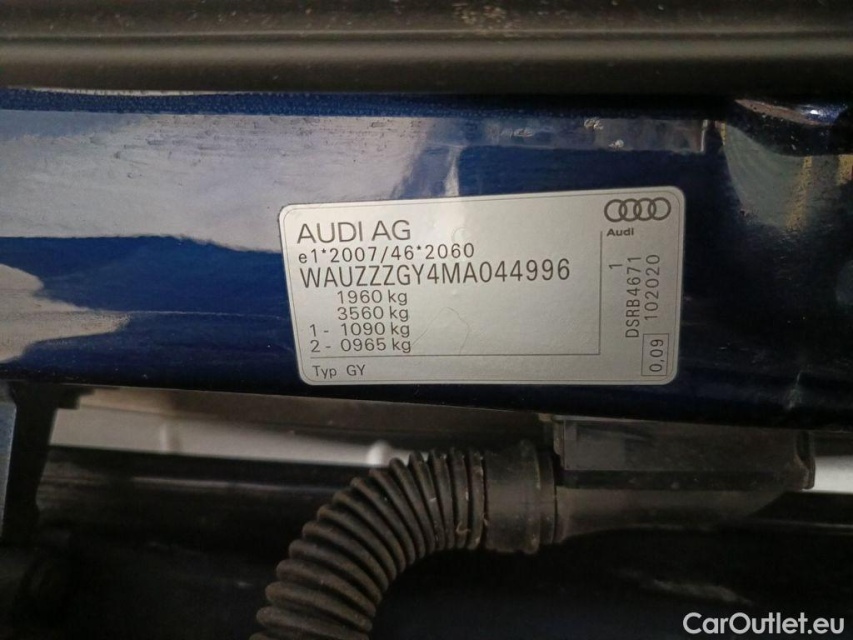 AUDI AG
e1*2007/46*2060
WAUZZZGY4MA044996
1960 kg
3560 kg
1 - 1090 kg
2 - 0965 kg
Typ GY
Audi
1
DSRB4671
102020
0,09
CarOutlet.eu